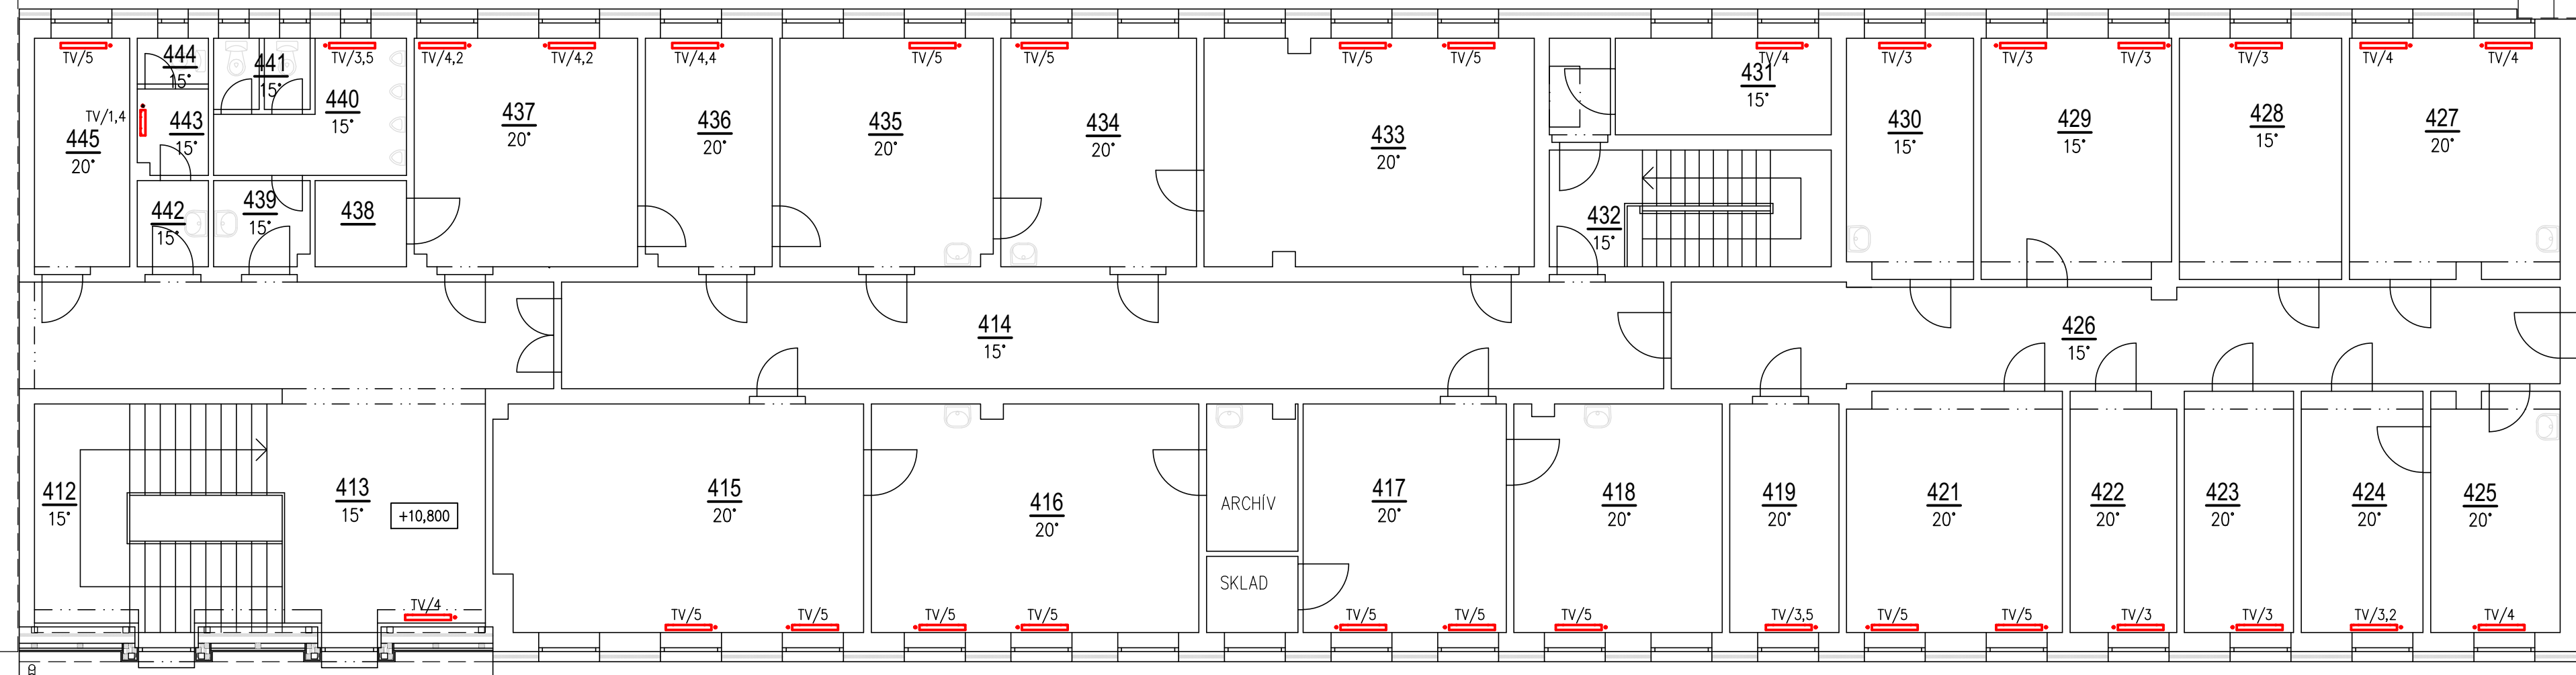 TV/5
444
15°
441
15°
TV/3,5
TV/4,2
TV/4,2
TV/4,4
TV/5
TV/5
TV/5
TV/5
TV/4
431
15°
TV/3
TV/3
TV/3
TV/3
TV/4
TV/4
TV/1,4
445
20°
443
15°
440
15°
437
20°
436
20°
435
20°
434
20°
433
20°
430
15°
429
15°
428
15°
427
20°
442
15°
439
15°
438
432
15°
414
15°
426
15°
412
15°
413
15°
+10,800
415
20°
416
20°
ARCHÍV
SKLAD
417
20°
418
20°
419
20°
421
20°
422
20°
423
20°
424
20°
425
20°
TV/4
TV/5
TV/5
TV/5
TV/5
TV/5
TV/5
TV/5
TV/3,5
TV/5
TV/5
TV/3
TV/3
TV/3,2
TV/4